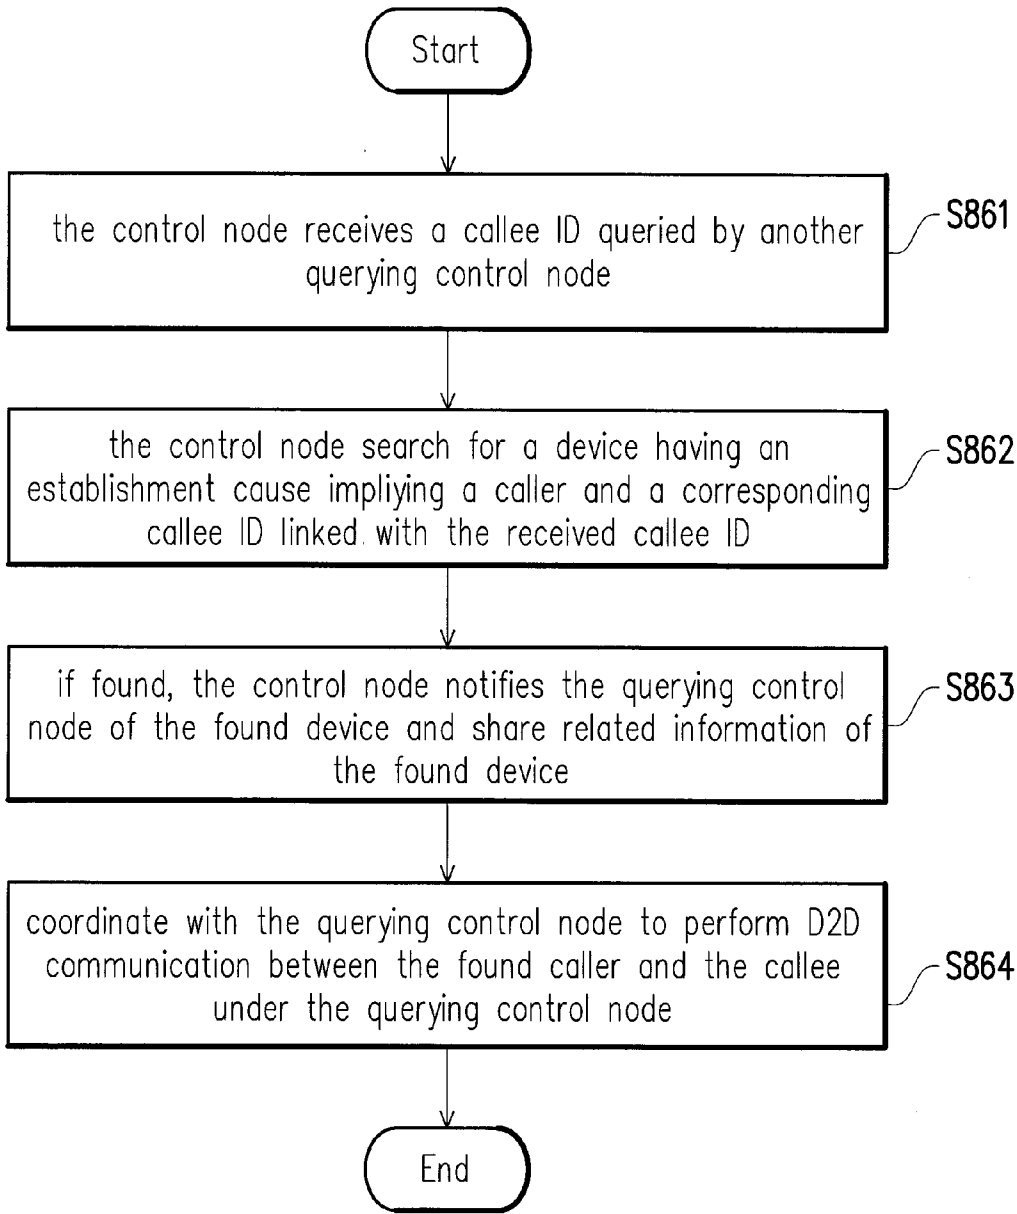 Start
the control node receives a callee ID queried by another
querying control node
S861
the control node search for a device having an
establishment cause impliying a caller and a corresponding
callee ID linked with the received callee ID
S862
if found, the control node notifies the querying control
node of the found device and share related information of
the found device
S863
coordinate with the querying control node to perform D2D
communication between the found caller and the callee
under the querying control node
S864
End